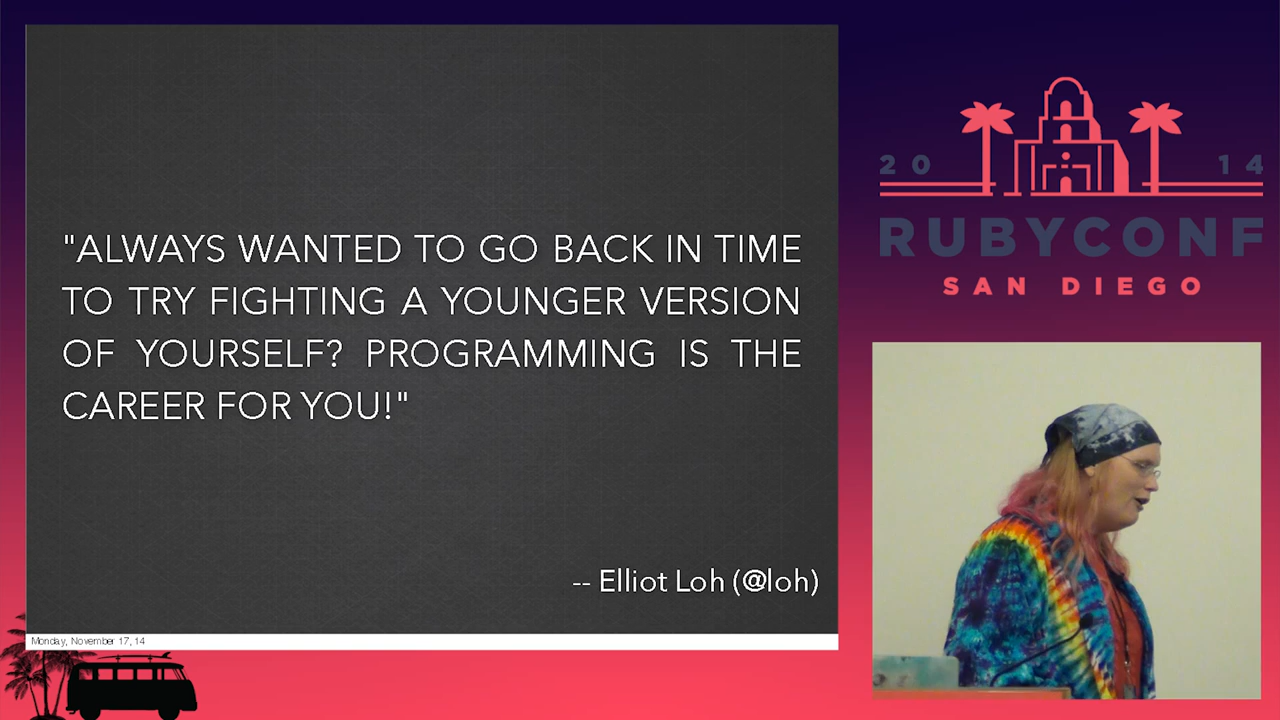 "ALWAYS WANTED TO GO BACK IN TIME
TO TRY FIGHTING A YOUNGER VERSION
OF YOURSELF? PROGRAMMING IS THE
CAREER FOR YOU!"
-- Elliot Loh (@loh)
Monday, November 17, 14
20 14
RUBYCONF
SAN DIEGO